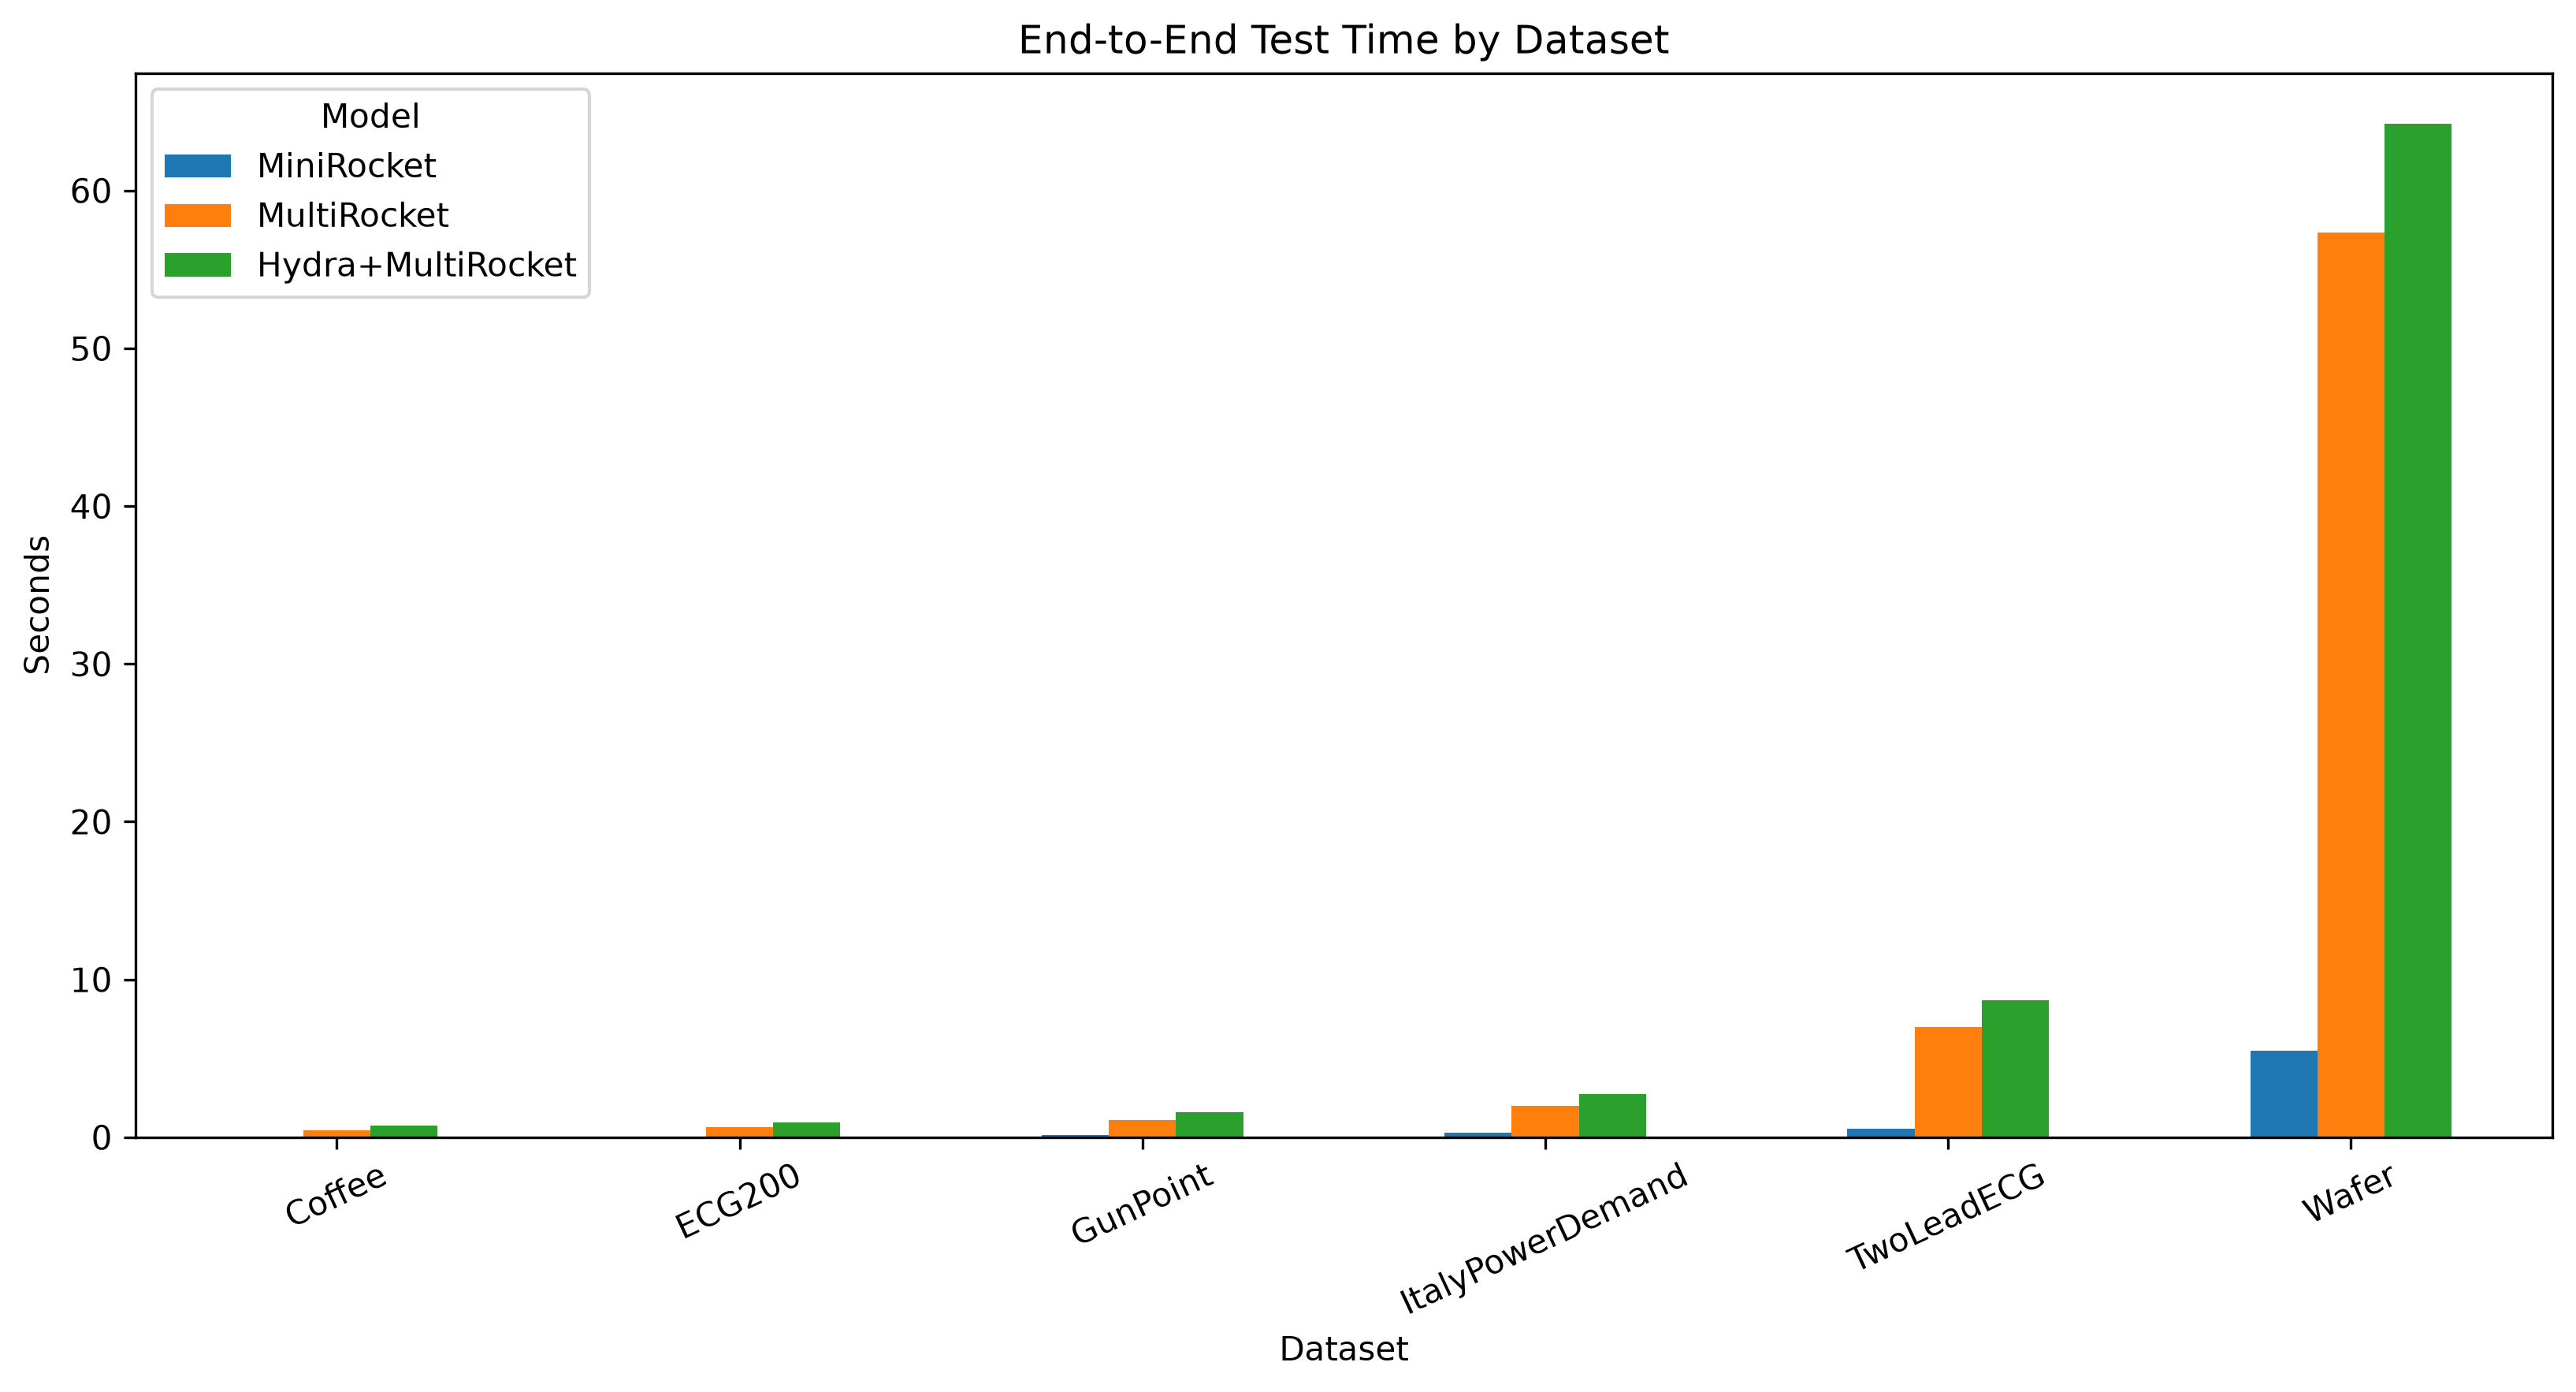 End-to-End Test Time by Dataset
Model
MiniRocket
MultiRocket
Hydra+MultiRocket
Seconds
60
50
40
30
20
10
0
Coffee
ECG200
GunPoint
ItalyPowerDemand
TwoLeadECG
Wafer
Dataset